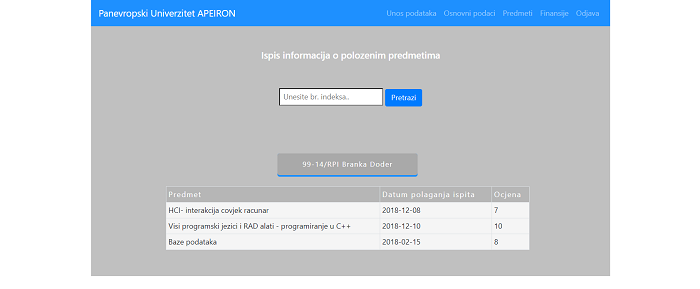 Panevropski Univerzitet APEIRON
Unos podataka Osnovni podaci Predmeti Finansije Odjava
Ispis informacija o polozenim predmetima
Unesite br. indeksa.. Pretrazi
99-14/RPI Branka Doder
Predmet Datum polaganja ispita Ocjena
HCI- interakcija covjek racunar 2018-12-08 7
Visi programski jezici i RAD alati - programiranje u C++ 2018-12-10 10
Baze podataka 2018-02-15 8